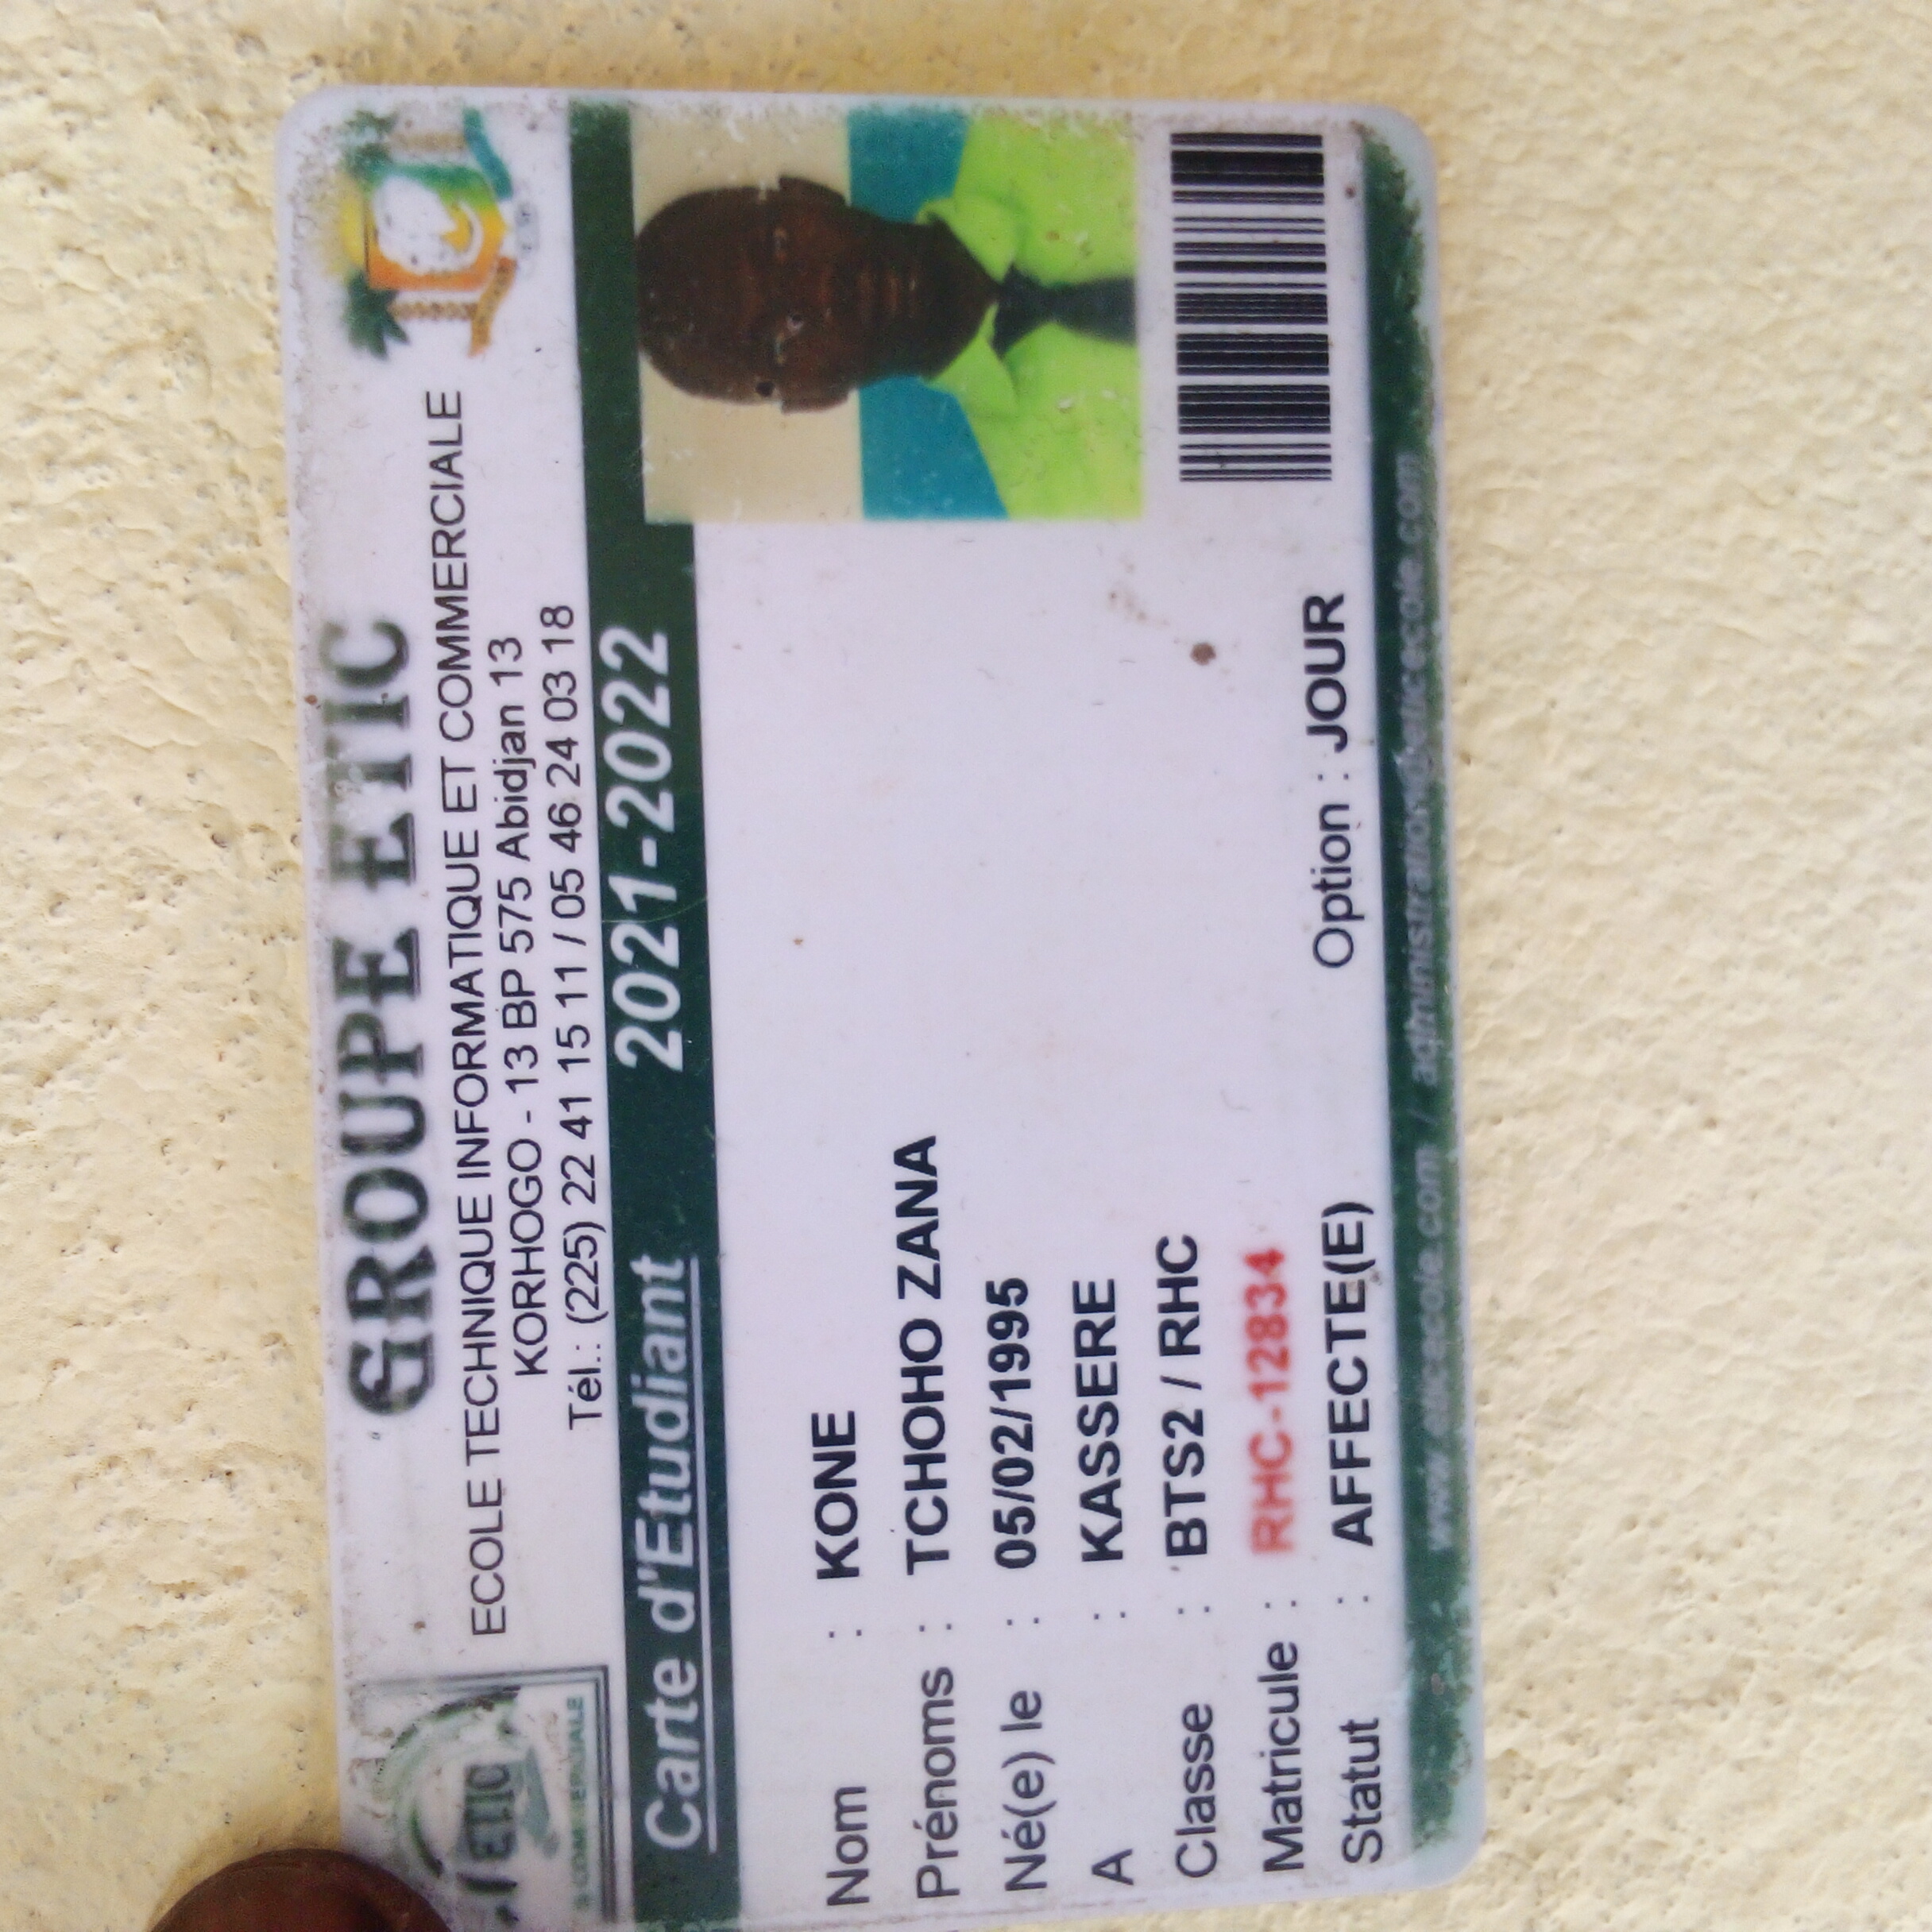 GROUPE ETIC
ECOLE TECHNIQUE INFORMATIQUE ET COMMERCIALE
KORHOGO - 13 BP 575 Abidjan 13
Tél.: (225) 22 41 15 11 / 05 46 24 03 18
ETIC
& COMMERCIALE
Carte d'Etudiant 2021-2022
Nom : KONE
Prénoms : TCHOHO ZANA
Né(e) le : 05/02/1995
A : KASSERE
Classe : BTS2 / RHC
Matricule : RHC-12834
Statut : AFFECTE(E) Option : JOUR
www.eticecole.com / administration@eticecole.com